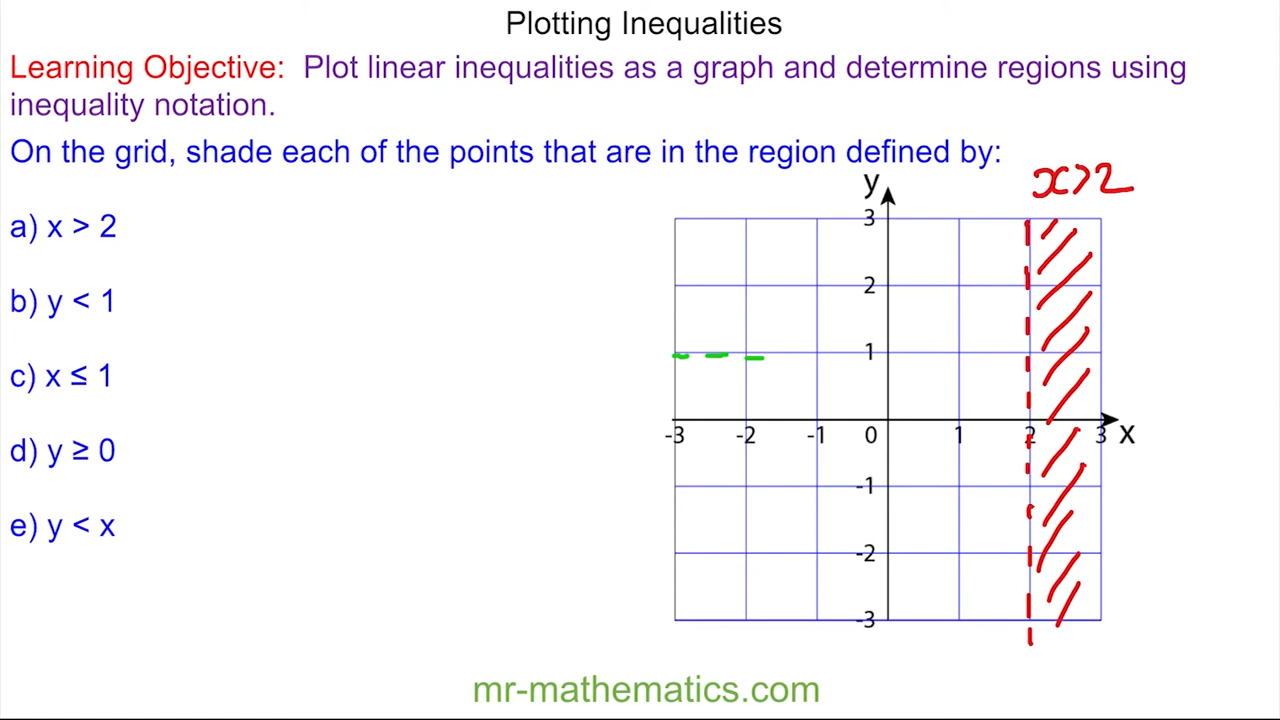 Plotting Inequalities
Learning Objective: Plot linear inequalities as a graph and determine regions using
inequality notation.
On the grid, shade each of the points that are in the region defined by:
a) x > 2
b) y < 1
c) x ≤ 1
d) y ≥ 0
e) y < x
x>2
y
3
2
1
-3 -2 -1 0 1 2 3 x
-1
-2
-3
mr-mathematics.com